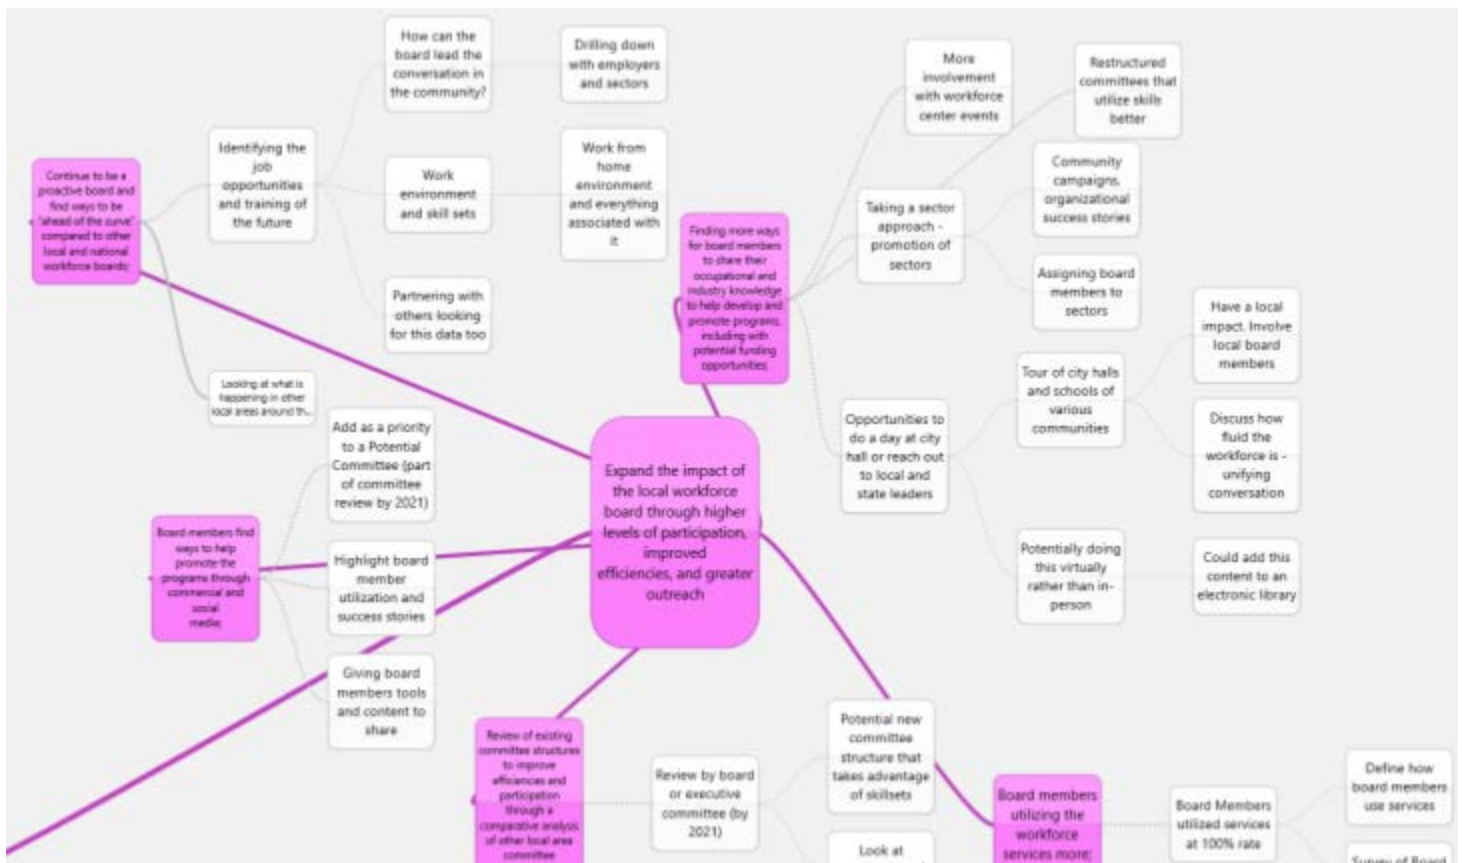 How can the
board lead the
conversation in
the community?
Drilling down
with employers
and sectors
Identifying the
job
opportunities
and training of
the future
Work
environment
and skill sets
Work from
home
environment
and everything
associated with
it
Partnering with
others looking
for this data too
Continue to be a
proactive board and
find ways to be
"ahead of the curve"
compared to other
local and national
workforce boards;
Looking at what is
happening in other
local areas around th...
Add as a priority
to a Potential
Committee (part
of committee
review by 2021)
Board members find
ways to help
promote the
programs through
commercial and
social
media;
Highlight board
member
utilization and
success stories
Giving board
members tools
and content to
share
Expand the impact of
the local workforce
board through higher
levels of participation,
improved
efficiencies, and greater
outreach
Finding more ways
for board members
to share their
occupational and
industry knowledge
to help develop and
promote programs,
including with
potential funding
opportunities;
More
involvement
with workforce
center events
Restructured
committees that
utilize skills
better
Taking a sector
approach -
promotion of
sectors
Community
campaigns,
organizational
success stories
Assigning board
members to
sectors
Opportunities to
do a day at city
hall or reach out
to local and
state leaders
Tour of city halls
and schools of
various
communities
Have a local
impact. Involve
local board
members
Discuss how
fluid the
workforce is -
unifying
conversation
Potentially doing
this virtually
rather than in-
person
Could add this
content to an
electronic library
Review of existing
committee structures
to improve
efficiencies and
participation
through a
comparative analysis
of other local area
committee
Review by board
or executive
committee (by
2021)
Potential new
committee
structure that
takes advantage
of skillsets
Look at
Board members
utilizing the
workforce
services more;
Board Members
utilized services
at 100% rate
Define how
board members
use services
Survey of Board